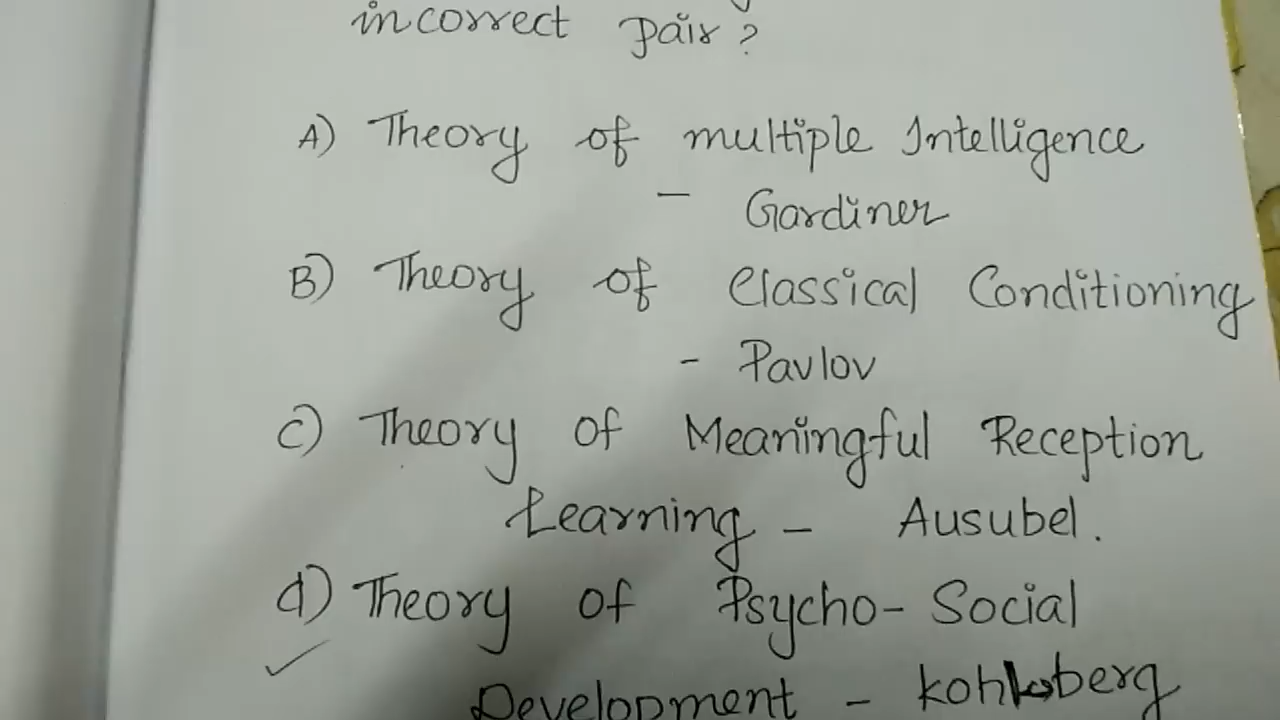 incorrect pair?
A) Theory of multiple Intelligence
- Gardiner
B) Theory of Classical Conditioning
- Pavlov
C) Theory of Meaningful Reception
Learning - Ausubel.
d) Theory of Psycho-Social
Development - Kohlberg